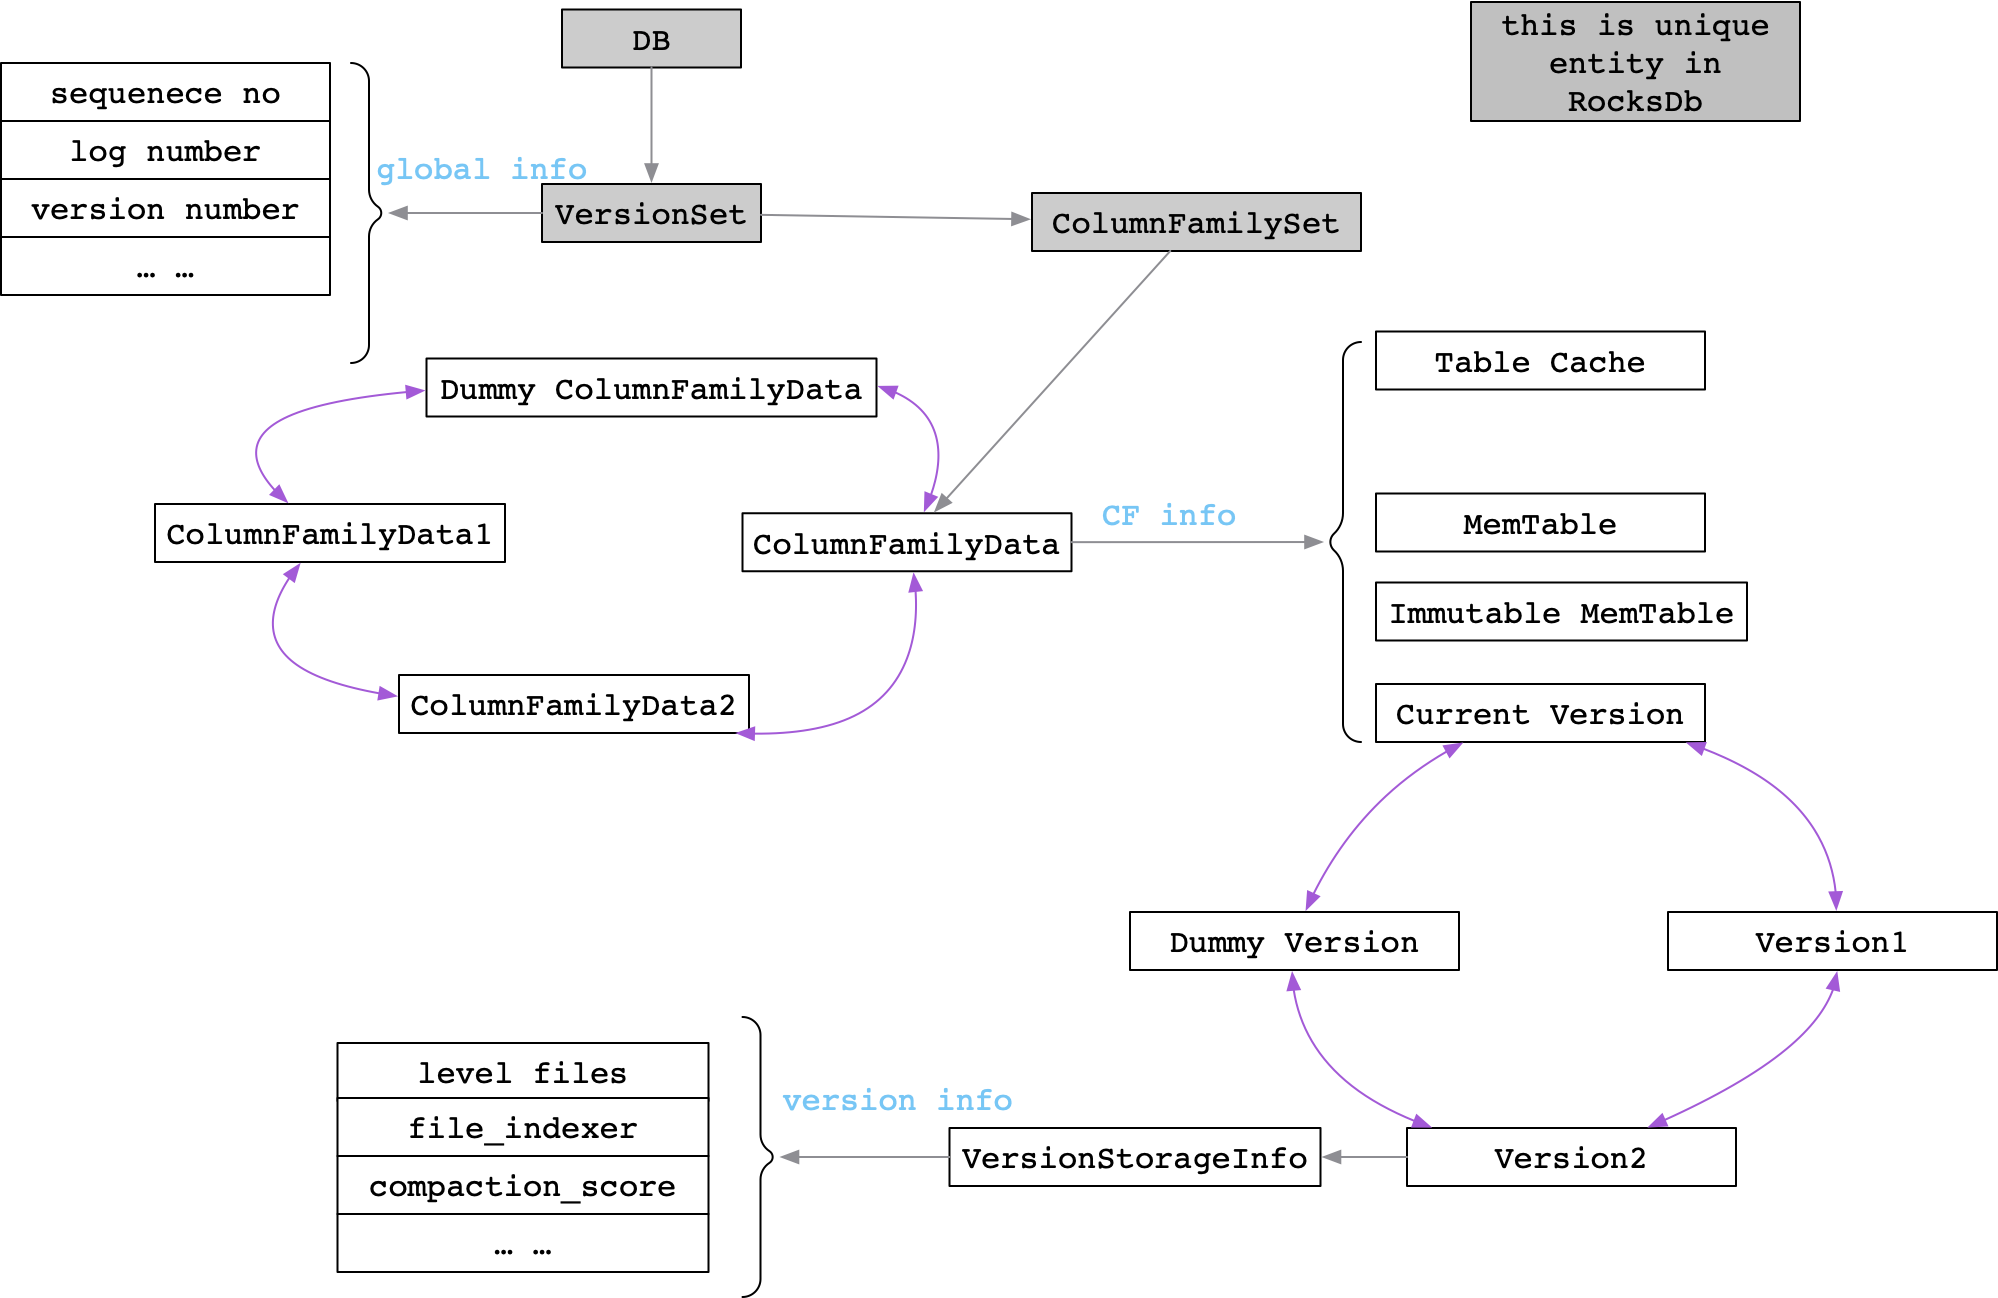 DB
this is unique
entity in
RocksDb
sequenece no
log number
version number
… …
global info
VersionSet
ColumnFamilySet
Dummy ColumnFamilyData
Table Cache
ColumnFamilyData1
ColumnFamilyData
CF info
MemTable
Immutable MemTable
ColumnFamilyData2
Current Version
Dummy Version
Version1
level files
file_indexer
compaction_score
… …
version info
VersionStorageInfo
Version2